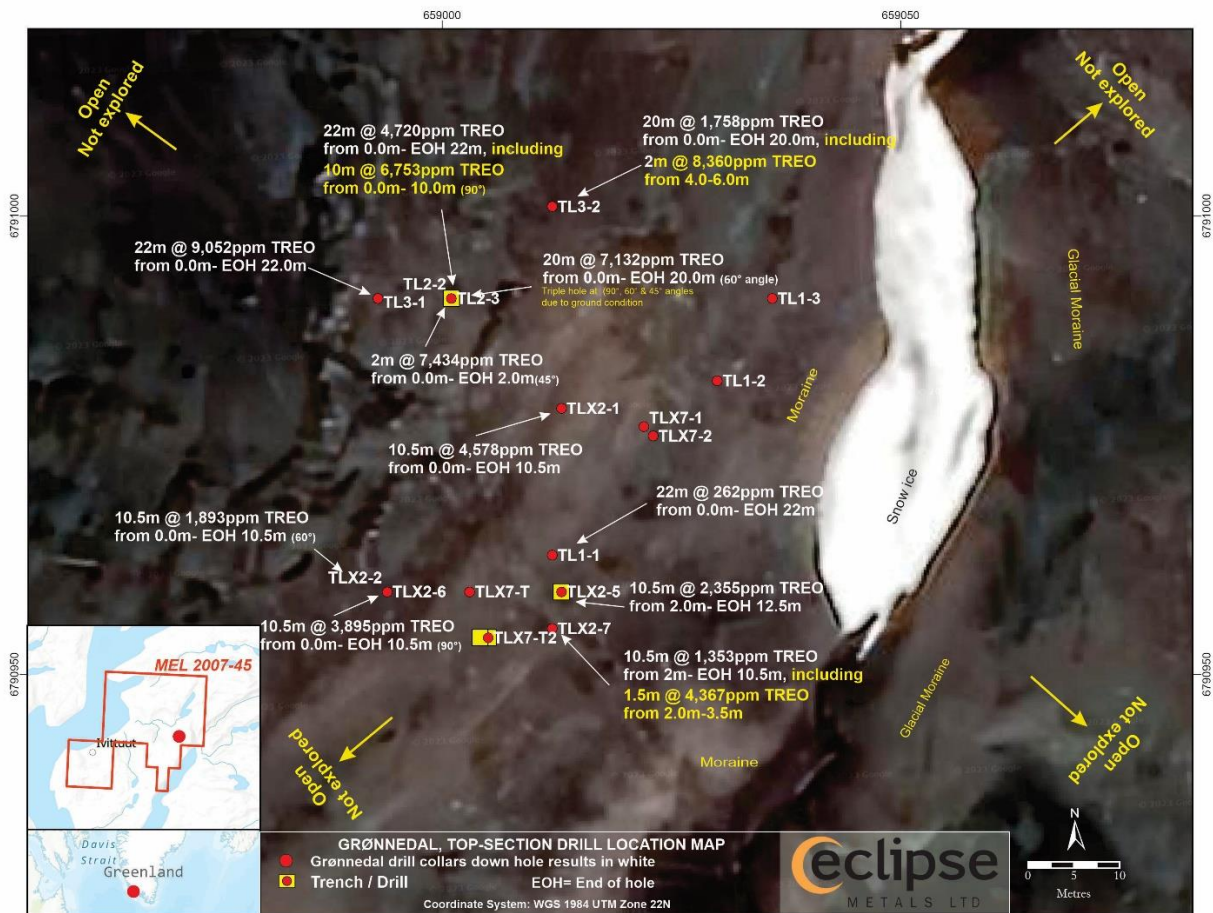 659000
659050
6791000
6790950
Open
Not explored
Open
Not explored
22m @ 4,720ppm TREO
from 0.0m- EOH 22m, including
10m @ 6,753ppm TREO
from 0.0m- 10.0m (90°)
20m @ 1,758ppm TREO
from 0.0m- EOH 20.0m, including
2m @ 8,360ppm TREO
from 4.0-6.0m
TL3-2
22m @ 9,052ppm TREO
from 0.0m- EOH 22.0m
TL3-1
TL2-2
TL2-3
20m @ 7,132ppm TREO
from 0.0m- EOH 20.0m (60° angle)
Triple hole at (90°, 60° & 45° angles
due to ground condition
TL1-3
Glacial Moraine
2m @ 7,434ppm TREO
from 0.0m- EOH 2.0m(45°)
TL1-2
Moraine
TLX2-1
TLX7-1
TLX7-2
10.5m @ 4,578ppm TREO
from 0.0m- EOH 10.5m
Snow ice
22m @ 262ppm TREO
from 0.0m- EOH 22m
TL1-1
10.5m @ 1,893ppm TREO
from 0.0m- EOH 10.5m (60°)
TLX2-2
TLX2-6
TLX7-T
TLX2-5
10.5m @ 2,355ppm TREO
from 2.0m- EOH 12.5m
10.5m @ 3,895ppm TREO
from 0.0m- EOH 10.5m (90°)
TLX7-T2
TLX2-7
10.5m @ 1,353ppm TREO
from 2m- EOH 10.5m, including
1.5m @ 4,367ppm TREO
from 2.0m-3.5m
Glacial Moraine
Moraine
Open
Not explored
Open
Not explored
MEL 2007-45
Ivittuut
Davis
Strait
Greenland
GRØNNEDAL, TOP-SECTION DRILL LOCATION MAP
Grønnedal drill collars down hole results in white
Trench / Drill
EOH= End of hole
Coordinate System: WGS 1984 UTM Zone 22N
eclipse
METALS LTD
N
0
10
Metres